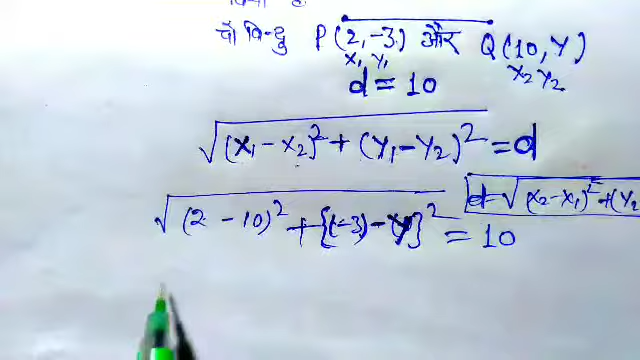 दो बिन्दु P(2, -3) और Q(10, Y)
x₁ y₁ x₂ y₂
d = 10
√(x₁ - x₂)² + (y₁ - y₂)² = d
d = √(x₂-x₁)² + (y₂
√(2 - 10)² + {(-3) - y}² = 10